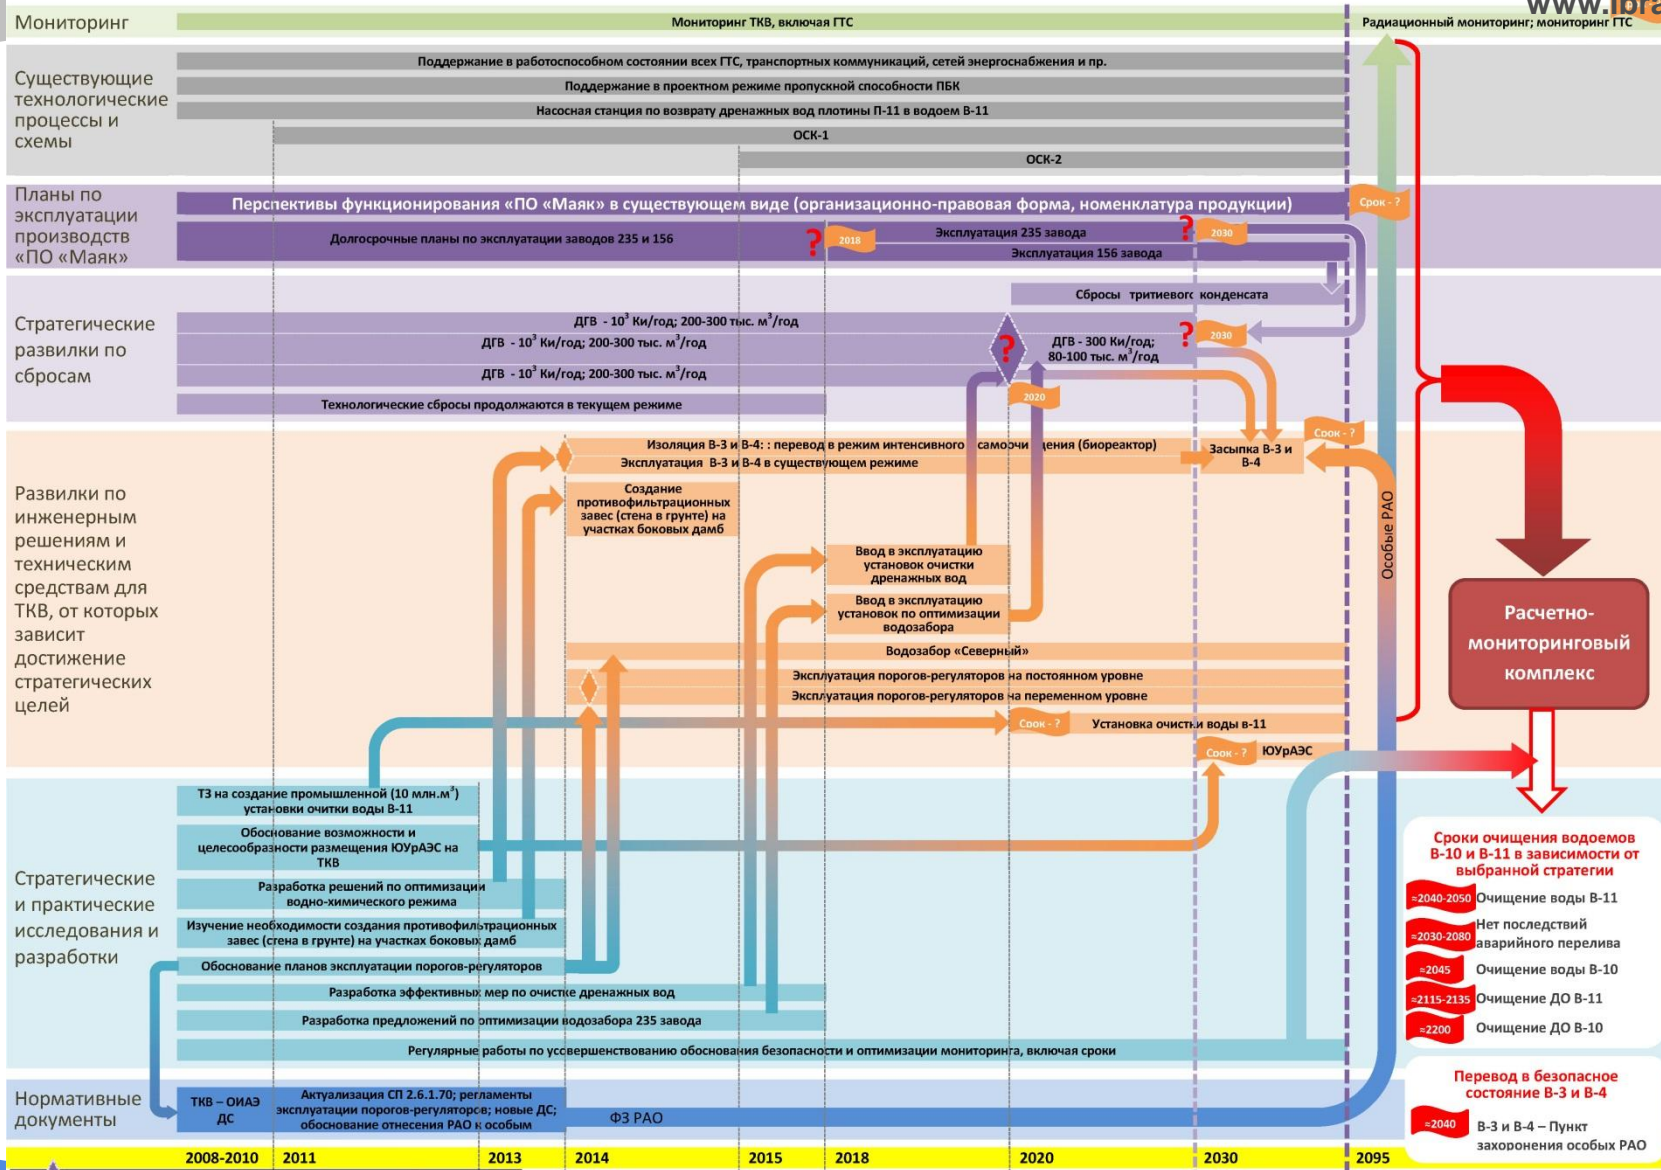 www.ibra
Мониторинг
Мониторинг ТКВ, включая ГТС
Радиационный мониторинг; мониторинг ГТС
Существующие
технологические
процессы и
схемы
Поддержание в работоспособном состоянии всех ГТС, транспортных коммуникаций, сетей энергоснабжения и пр.
Поддержание в проектном режиме пропускной способности ПБК
Насосная станция по возврату дренажных вод плотины П-11 в водоем В-11
ОСК-1
ОСК-2
Планы по
эксплуатации
производств
«ПО «Маяк»
Перспективы функционирования «ПО «Маяк» в существующем виде (организационно-правовая форма, номенклатура продукции)
Срок - ?
Долгосрочные планы по эксплуатации заводов 235 и 156
?
2018
Эксплуатация 235 завода
?
2030
Эксплуатация 156 завода
Стратегические
развилки по
сбросам
Сбросы тритиевого конденсата
ДГВ - 10³ Ки/год; 200-300 тыс. м³/год
ДГВ - 10³ Ки/год; 200-300 тыс. м³/год
ДГВ - 10³ Ки/год; 200-300 тыс. м³/год
?
ДГВ - 300 Ки/год;
80-100 тыс. м³/год
?
2030
2020
Технологические сбросы продолжаются в текущем режиме
Развилки по
инженерным
решениям и
техническим
средствам для
ТКВ, от которых
зависит
достижение
стратегических
целей
Изоляция В-3 и В-4: : перевод в режим интенсивного самоочи щения (биореактор)
Эксплуатация В-3 и В-4 в существующем режиме
Засыпка В-3 и
В-4
Соок - ?
Создание
противофильтрационных
завес (стена в грунте) на
участках боковых дамб
Ввод в эксплуатацию
установок очистки
дренажных вод
Ввод в эксплуатацию
установок по оптимизации
водозабора
Водозабор «Северный»
Эксплуатация порогов-регуляторов на постоянном уровне
Эксплуатация порогов-регуляторов на переменном уровне
Соок - ?
Установка очистки воды в-11
Соок - ?
ЮУрАЭС
Особые РАО
Расчетно-
мониторинговый
комплекс
Стратегические
и практические
исследования и
разработки
ТЗ на создание промышленной (10 млн.м³)
установки очитки воды В-11
Обоснование возможности и
целесообразности размещения ЮУрАЭС на
ТКВ
Разработка решений по оптимизации
водно-химического режима
Изучение необходимости создания противофильтрационных
завес (стена в грунте) на участках боковых дамб
Обоснование планов эксплуатации порогов-регуляторов
Разработка эффективных мер по очистке дренажных вод
Разработка предложений по оптимизации водозабора 235 завода
Регулярные работы по усовершенствованию обоснования безопасности и оптимизации мониторинга, включая сроки
Сроки очищения водоемов
В-10 и В-11 в зависимости от
выбранной стратегии
≈2040-2050 Очищение воды В-11
≈2030-2080 Нет последствий
аварийного перелива
≈2045 Очищение воды В-10
≈2115-2135 Очищение ДО В-11
≈2200 Очищение ДО В-10
Перевод в безопасное
состояние В-3 и В-4
≈2040 В-3 и В-4 – Пункт
захоронения особых РАО
Нормативные
документы
ТКВ – ОИАЭ
ДС
Актуализация СП 2.6.1.70; регламенты
эксплуатации порогов-регуляторов; новые ДС;
обоснование отнесения РАО к особым
ФЗ РАО
2008-2010 2011 2013 2014 2015 2018 2020 2030 2095